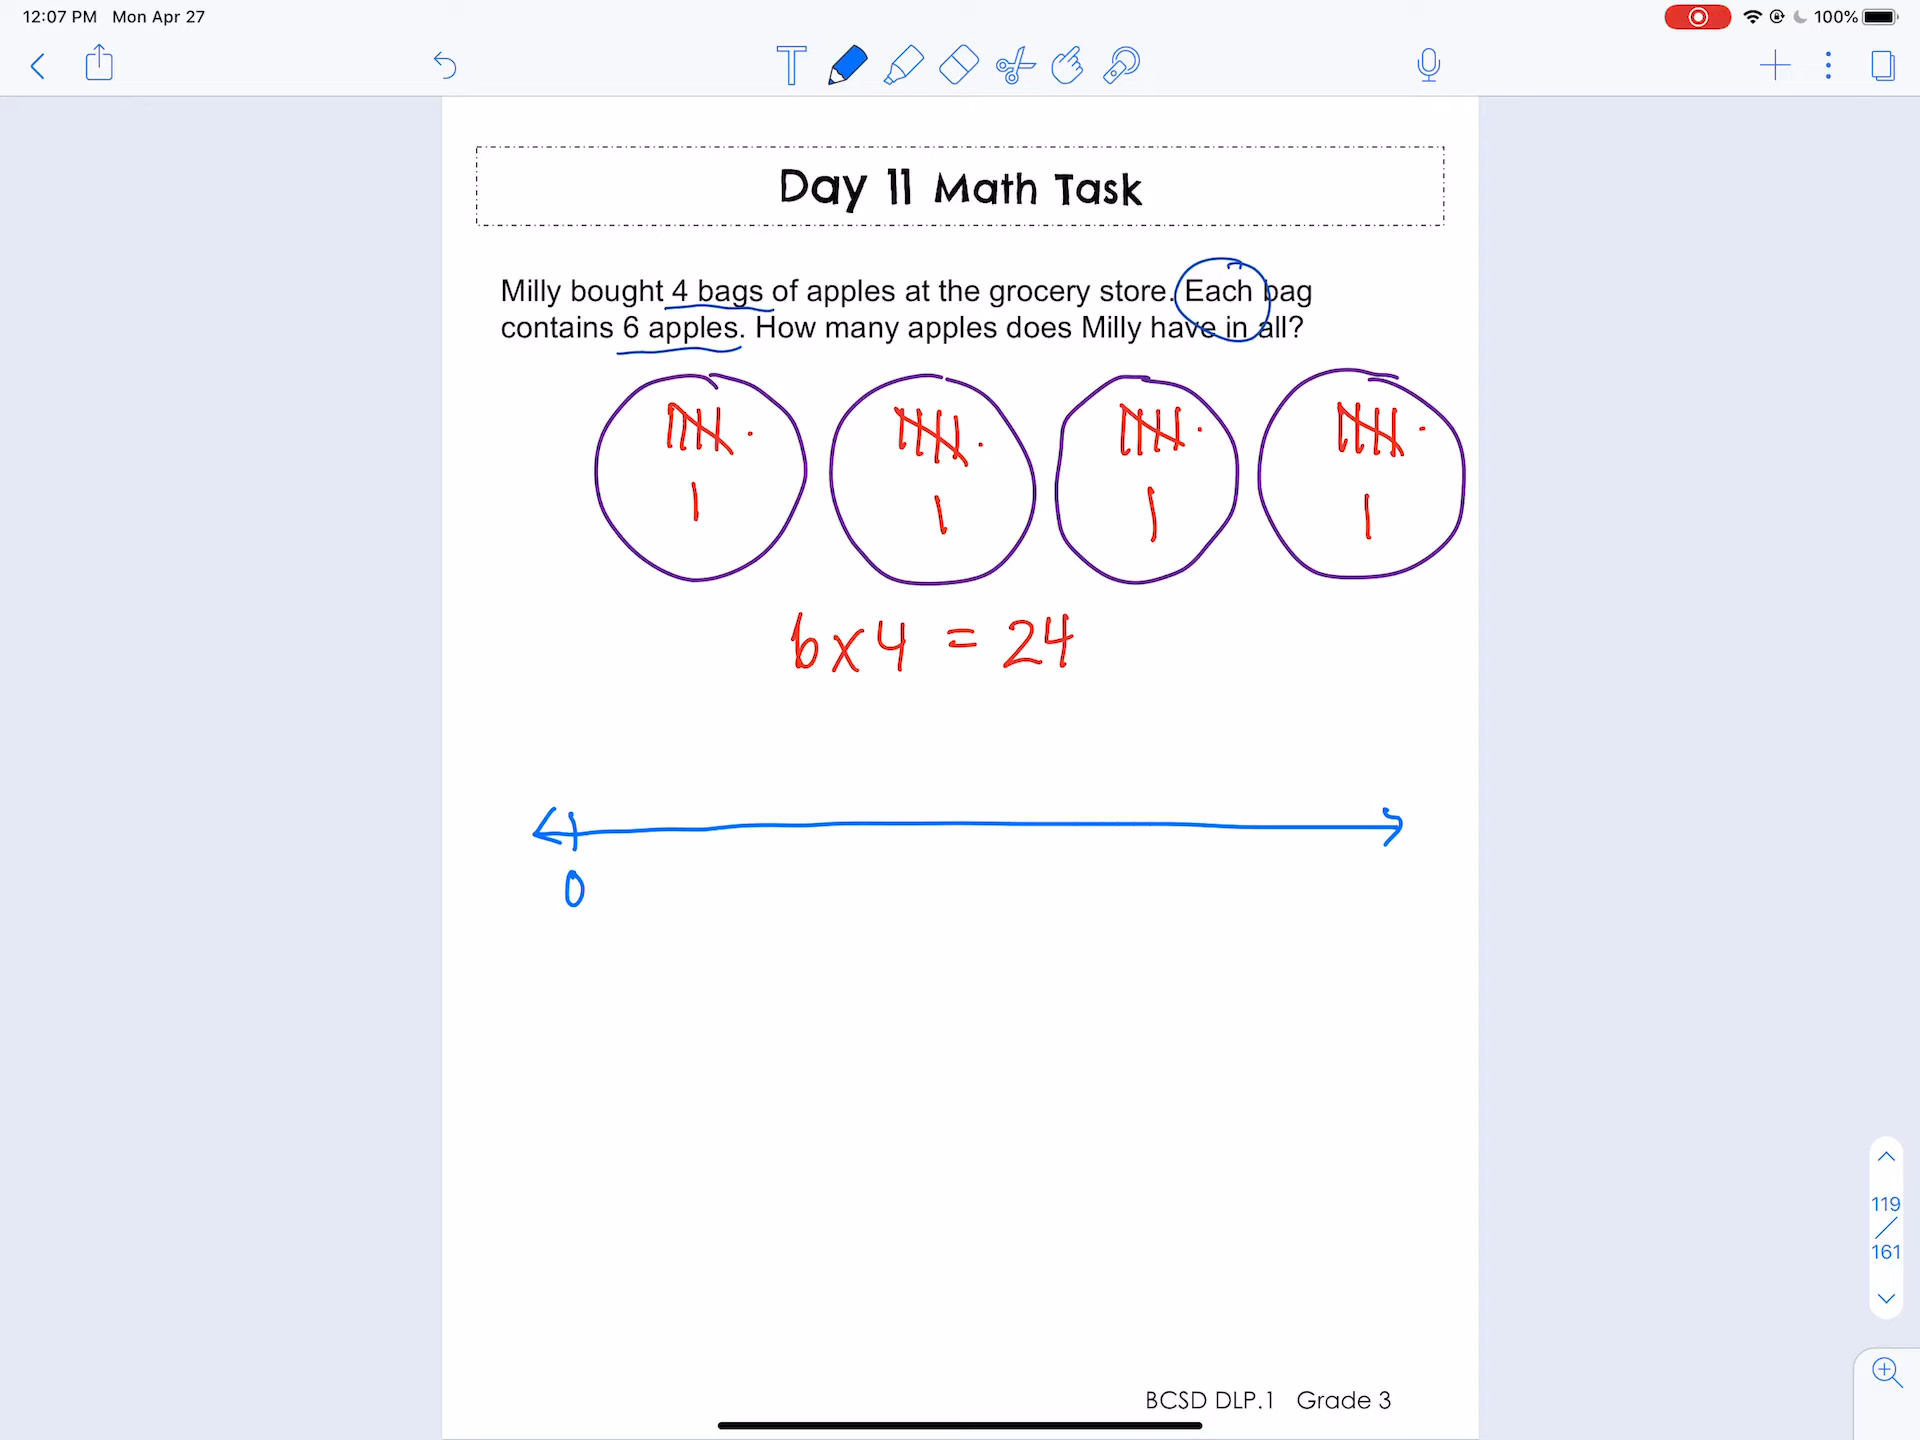 12:07 PM Mon Apr 27
100%
Day 11 Math Task
Milly bought 4 bags of apples at the grocery store. Each bag
contains 6 apples. How many apples does Milly have in all?
6 x 4 = 24
0
119
161
BCSD DLP.1 Grade 3